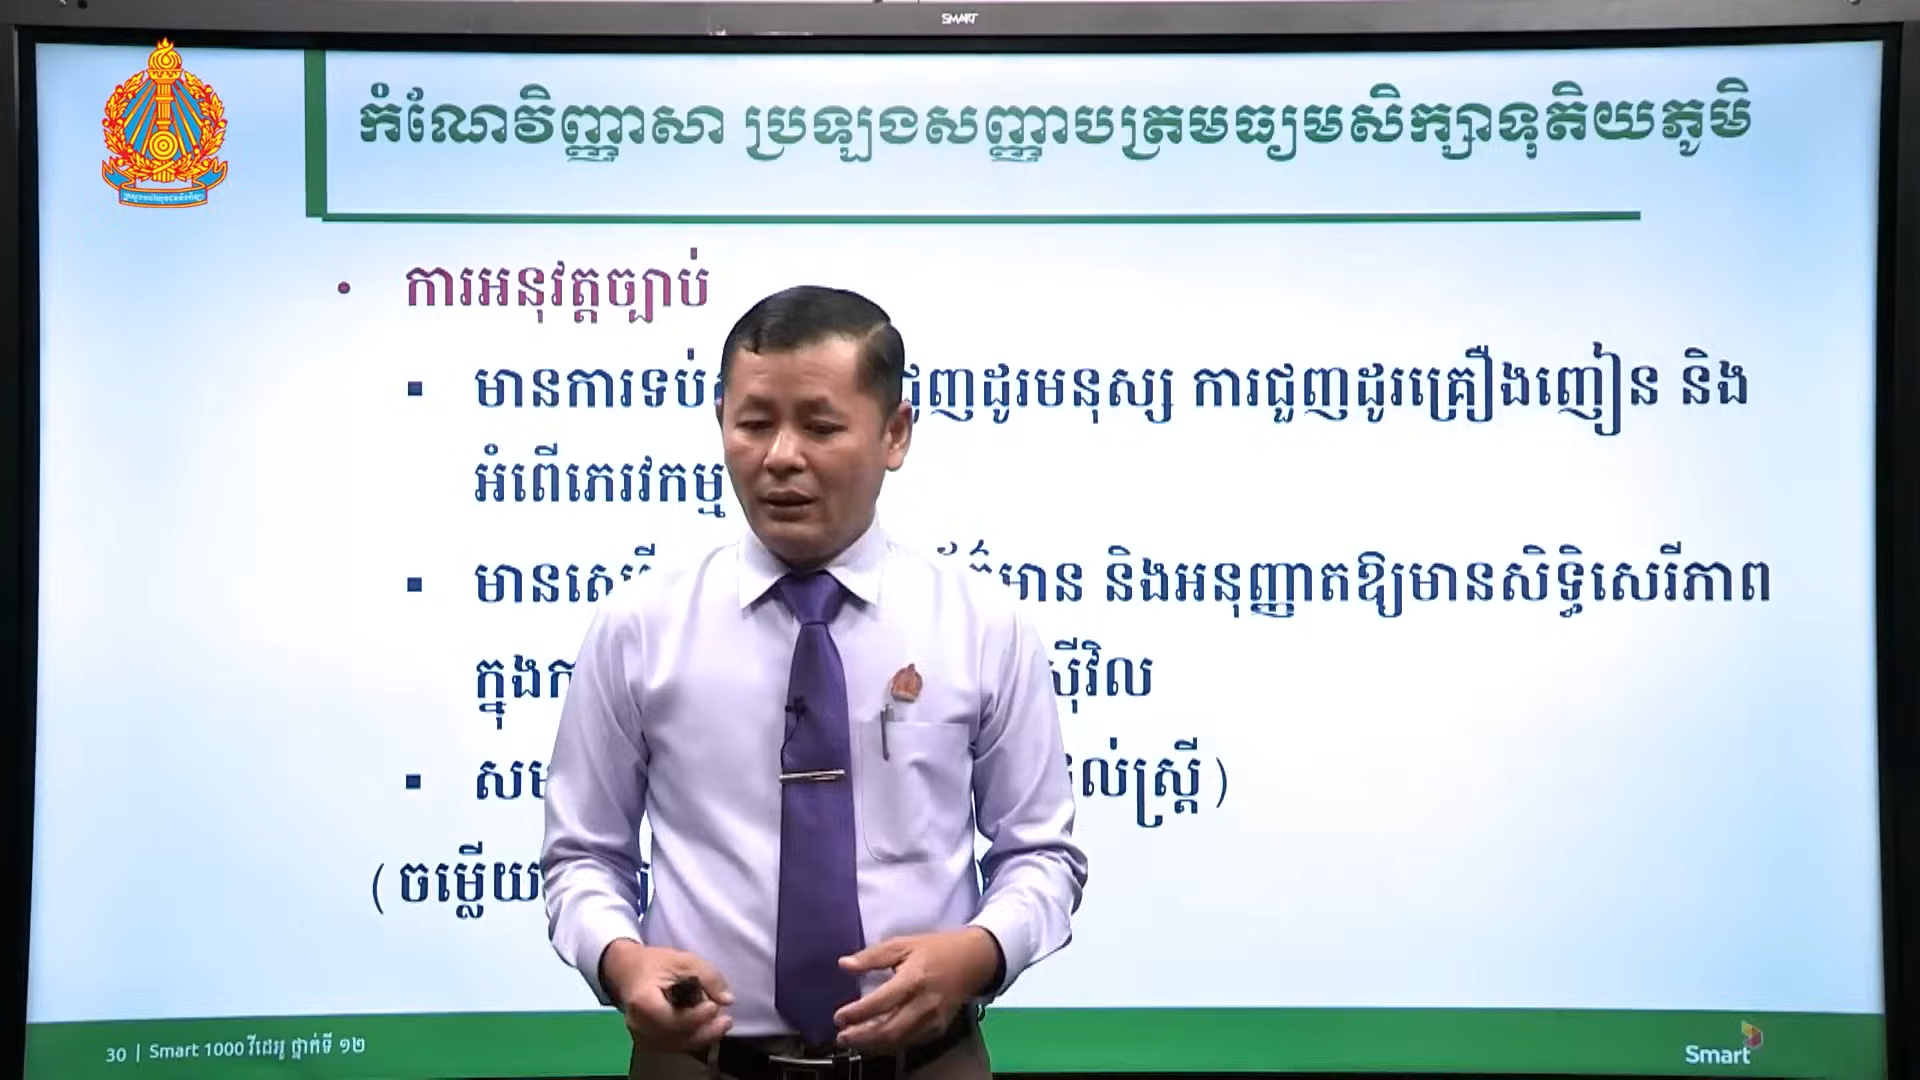 SMART
កំណែវិញ្ញាសា ប្រឡងសញ្ញាបត្រមធ្យមសិក្សាទុតិយភូមិ
• ការអនុវត្តច្បាប់
▪ មានការទប់ ជួញដូរមនុស្ស ការជួញដូរគ្រឿងញៀន និង
អំពើភេរវកម្ម
▪ មាន និងអនុញ្ញាតឱ្យមានសិទ្ធិសេរីភាព
ក្នុង ស៊ីវិល
▪ ដល់ស្ត្រី )
( ចម្លើយ
30 | Smart 1000 វីដេអូ ថ្នាក់ទី ១២
Smart